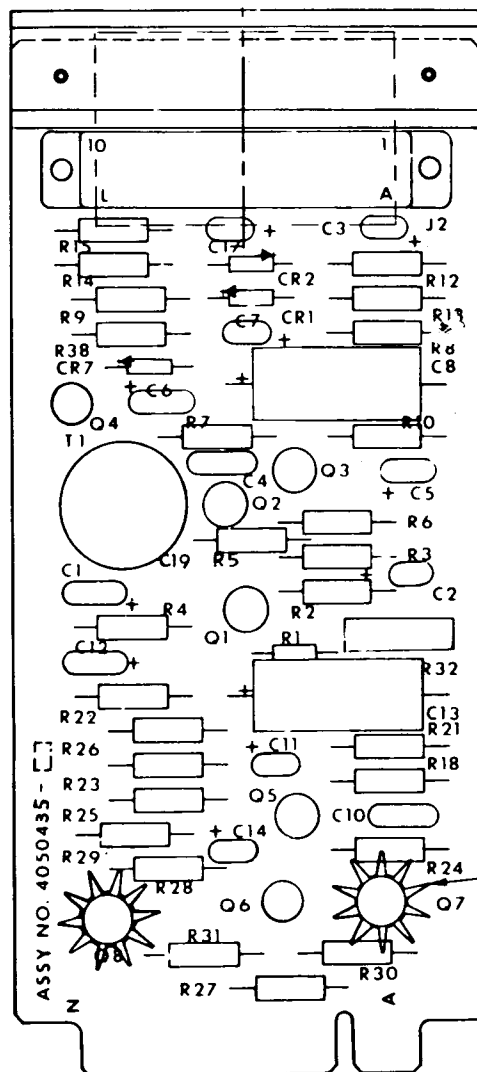 10 1
L A
J2
R15 C17 + C3 +
R14 CR2 R12
R9 CR1 R13
C7 +
R38 R8
CR7 + C8
+ C6
Q4
T1 R7 R10
Q3
C4 + C5
Q2
R6
C19 R5 R3
C1 +
R4 R2 C2
Q1
R1
C12 +
R32
+
R22 C13
R21
R26 + C11
R18
R23
Q5 C10
R25
+ C14
R29
R24
R28
Q6 Q7
R31
Q8
R30
R27
ASSY NO. 4050435-
N A